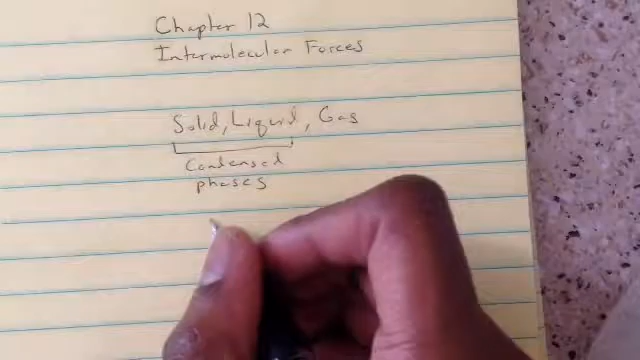 Chapter 12
Intermolecular Forces
Solid, Liquid, Gas
Condensed
phases